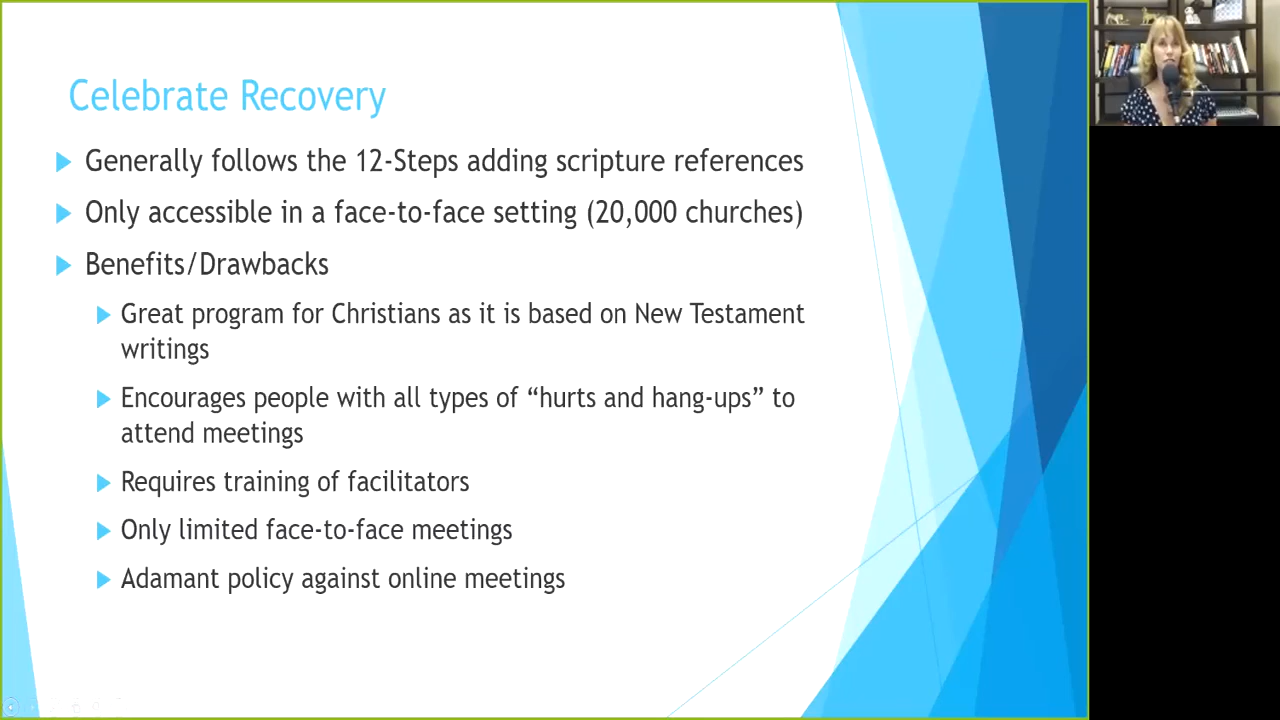 Celebrate Recovery
Generally follows the 12-Steps adding scripture references
Only accessible in a face-to-face setting (20,000 churches)
Benefits/Drawbacks
Great program for Christians as it is based on New Testament
writings
Encourages people with all types of “hurts and hang-ups” to
attend meetings
Requires training of facilitators
Only limited face-to-face meetings
Adamant policy against online meetings